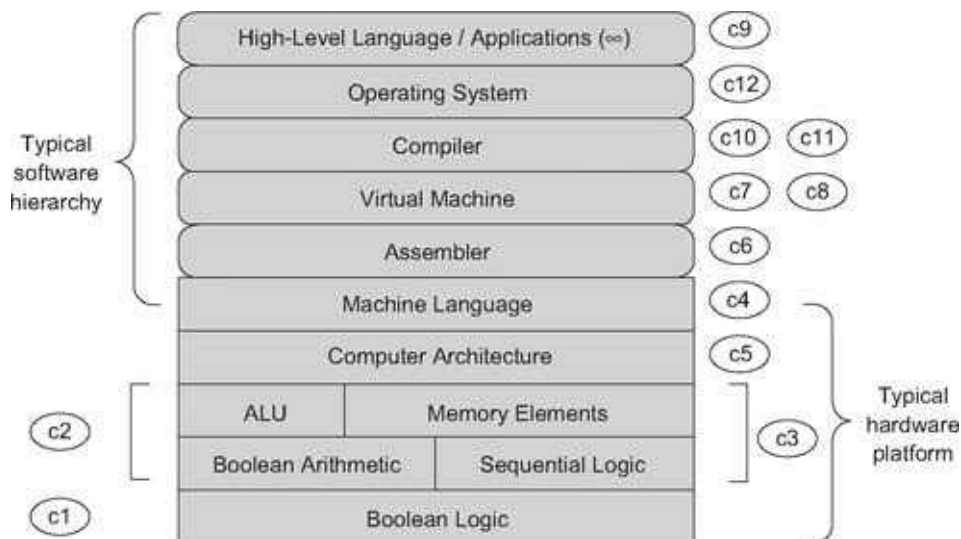 High-Level Language / Applications (∞)
c9
Operating System
c12
Compiler
c10
c11
Typical
software
hierarchy
Virtual Machine
c7
c8
Assembler
c6
Machine Language
c4
Computer Architecture
c5
ALU
Memory Elements
c2
c3
Typical
hardware
platform
Boolean Arithmetic
Sequential Logic
c1
Boolean Logic